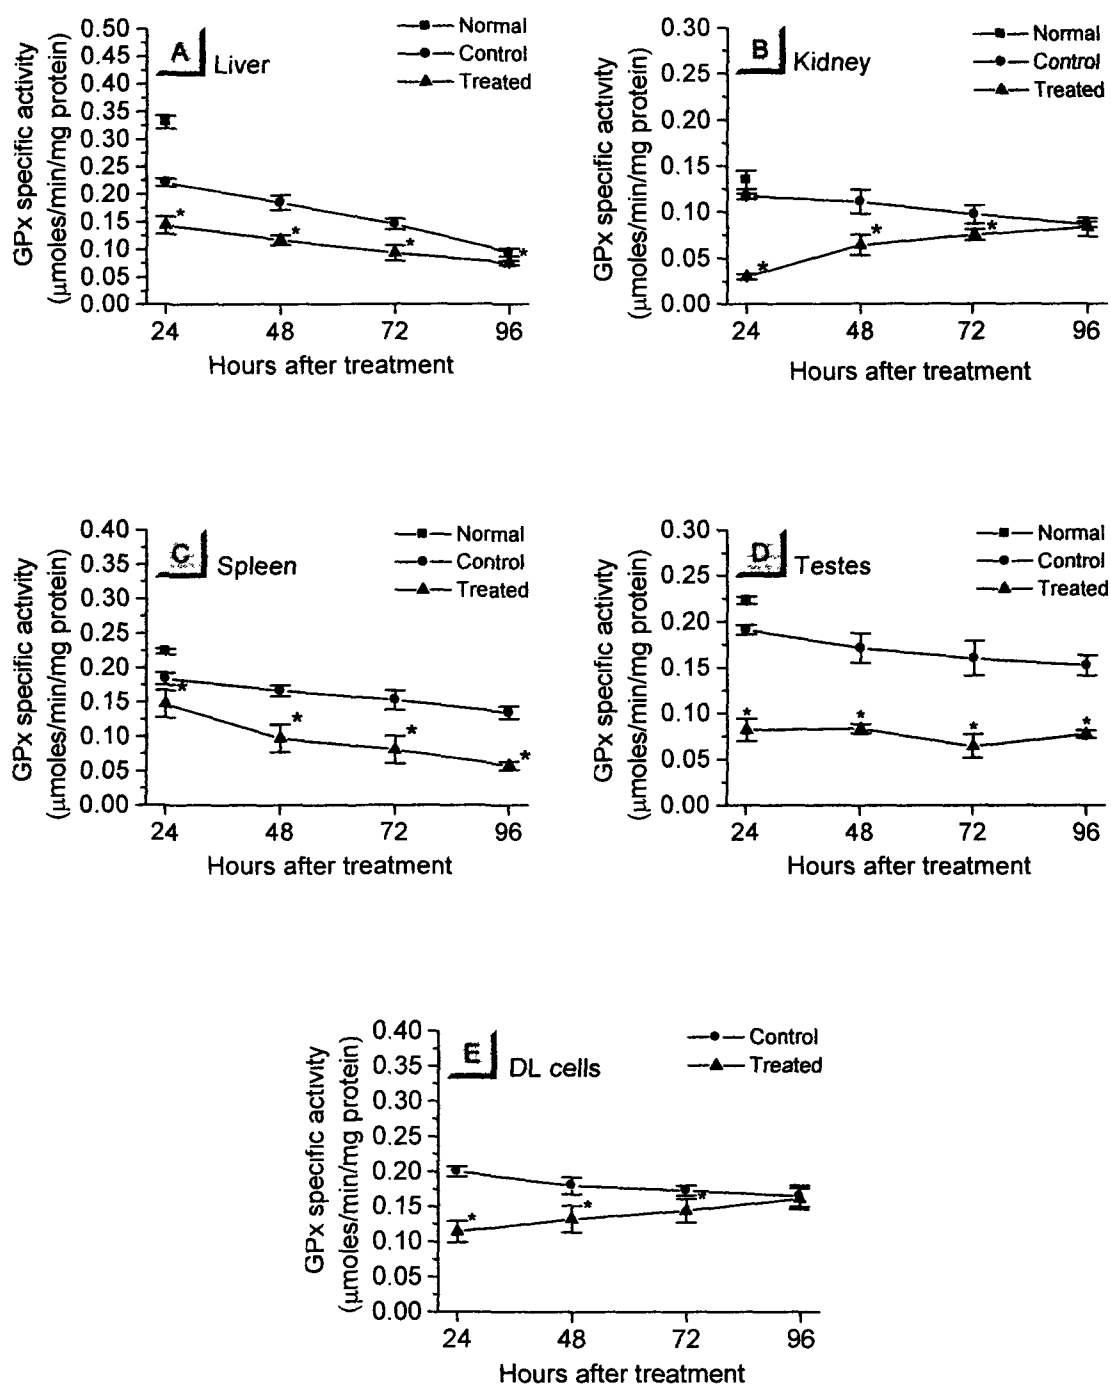 A Liver
Normal
Control
Treated
GPx specific activity
(μmoles/min/mg protein)
0.50
0.45
0.40
0.35
0.30
0.25
0.20
0.15
0.10
0.05
0.00
* * * *
24 48 72 96
Hours after treatment
B Kidney
Normal
Control
Treated
GPx specific activity
(μmoles/min/mg protein)
0.30
0.25
0.20
0.15
0.10
0.05
0.00
* * *
24 48 72 96
Hours after treatment
C Spleen
Normal
Control
Treated
GPx specific activity
(μmoles/min/mg protein)
0.40
0.35
0.30
0.25
0.20
0.15
0.10
0.05
0.00
* * * *
24 48 72 96
Hours after treatment
D Testes
Normal
Control
Treated
GPx specific activity
(μmoles/min/mg protein)
0.30
0.25
0.20
0.15
0.10
0.05
0.00
* * * *
24 48 72 96
Hours after treatment
E DL cells
Control
Treated
GPx specific activity
(μmoles/min/mg protein)
0.40
0.35
0.30
0.25
0.20
0.15
0.10
0.05
0.00
* * *
24 48 72 96
Hours after treatment